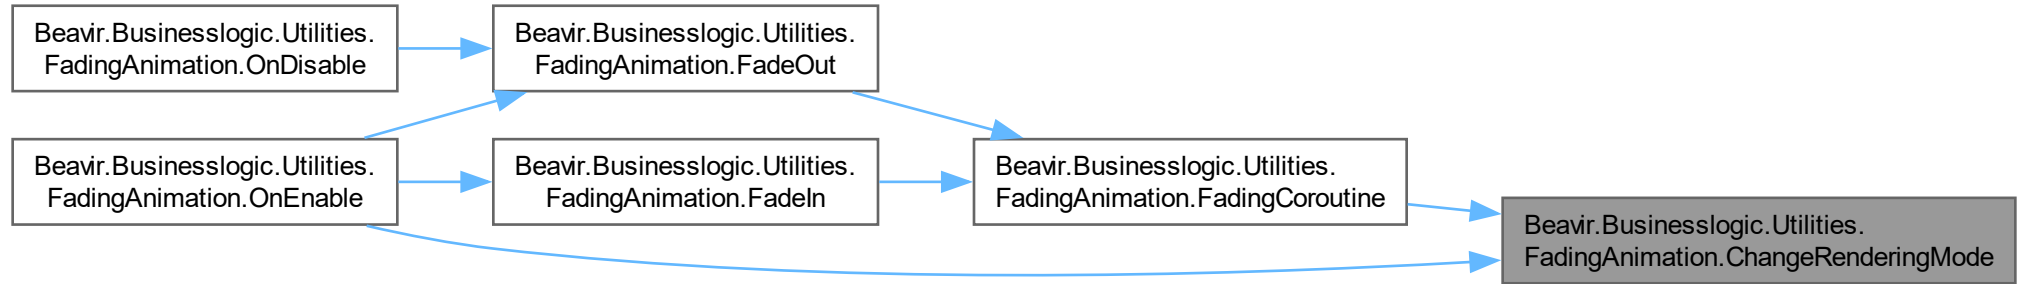 Beavir.Businesslogic.Utilities.
FadingAnimation.OnDisable
Beavir.Businesslogic.Utilities.
FadingAnimation.FadeOut
Beavir.Businesslogic.Utilities.
FadingAnimation.OnEnable
Beavir.Businesslogic.Utilities.
FadingAnimation.FadeIn
Beavir.Businesslogic.Utilities.
FadingAnimation.FadingCoroutine
Beavir.Businesslogic.Utilities.
FadingAnimation.ChangeRenderingMode